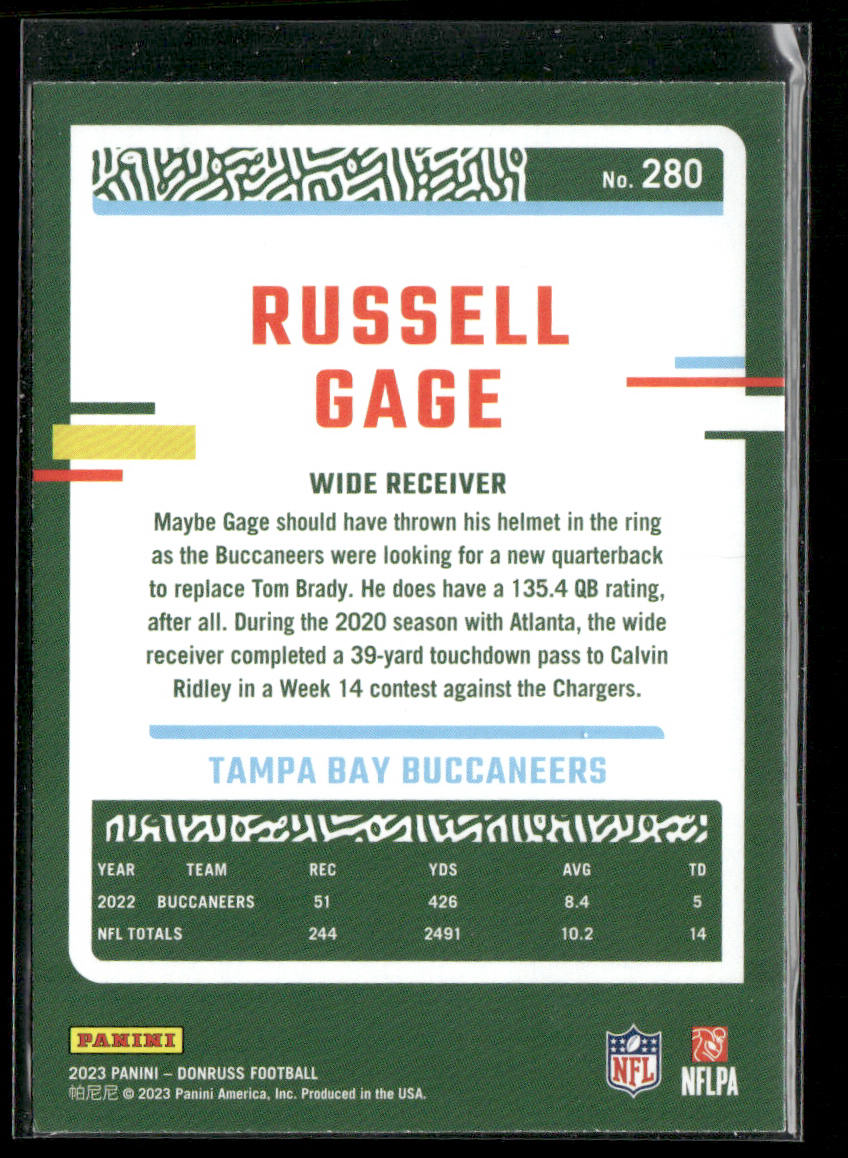 No. 280
RUSSELL
GAGE
WIDE RECEIVER
Maybe Gage should have thrown his helmet in the ring
as the Buccaneers were looking for a new quarterback
to replace Tom Brady. He does have a 135.4 QB rating,
after all. During the 2020 season with Atlanta, the wide
receiver completed a 39-yard touchdown pass to Calvin
Ridley in a Week 14 contest against the Chargers.
TAMPA BAY BUCCANEERS
YEAR TEAM REC YDS AVG TD
2022 BUCCANEERS 51 426 8.4 5
NFL TOTALS 244 2491 10.2 14
PANINI
2023 PANINI – DONRUSS FOOTBALL
帕尼尼 © 2023 Panini America, Inc. Produced in the USA.
NFL
NFLPA